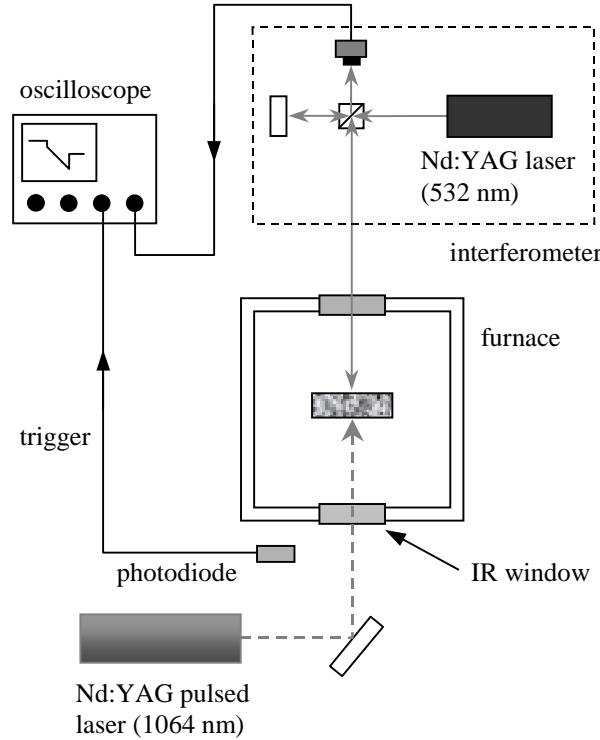 oscilloscope
Nd:YAG laser
(532 nm)
interferometer
furnace
trigger
photodiode
IR window
Nd:YAG pulsed
laser (1064 nm)